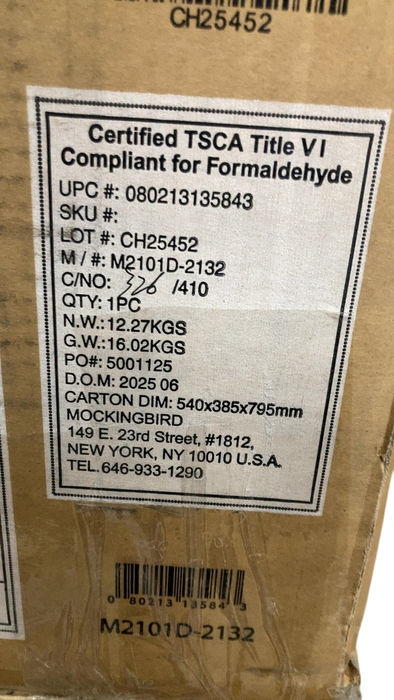 CH25452
Certified TSCA Title VI
Compliant for Formaldehyde
UPC #: 080213135843
SKU #:
LOT #: CH25452
M / #: M2101D-2132
C/NO: 326 /410
QTY: 1PC
N.W.:12.27KGS
G.W.:16.02KGS
PO#: 5001125
D.O.M: 2025 06
CARTON DIM: 540x385x795mm
MOCKINGBIRD
149 E. 23rd Street, #1812,
NEW YORK, NY 10010 U.S.A.
TEL.646-933-1290
0 80213 13584 3
M2101D-2132